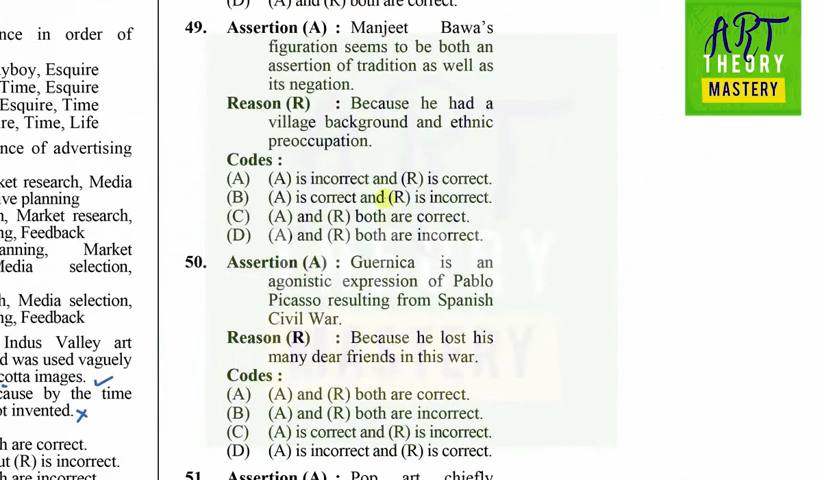 nce in order of
yboy, Esquire
Time, Esquire
Esquire, Time
re, Time, Life
nce of advertising
ket research, Media
ve planning
n, Market research,
ng, Feedback
anning, Market
Media selection,
h, Media selection,
ng, Feedback
Indus Valley art
d was used vaguely
cotta images.
cause by the time
ot invented.
h are correct.
ut (R) is incorrect.
h are incorrect
(D) (A) and (R) both are correct.
49. Assertion (A) : Manjeet Bawa's
figuration seems to be both an
assertion of tradition as well as
its negation.
Reason (R) : Because he had a
village background and ethnic
preoccupation.
Codes :
(A) (A) is incorrect and (R) is correct.
(B) (A) is correct and (R) is incorrect.
(C) (A) and (R) both are correct.
(D) (A) and (R) both are incorrect.
50. Assertion (A) : Guernica is an
agonistic expression of Pablo
Picasso resulting from Spanish
Civil War.
Reason (R) : Because he lost his
many dear friends in this war.
Codes :
(A) (A) and (R) both are correct.
(B) (A) and (R) both are incorrect.
(C) (A) is correct and (R) is incorrect.
(D) (A) is incorrect and (R) is correct.
51. Assertion (A) : Pop art chiefly
ART
THEORY
MASTERY